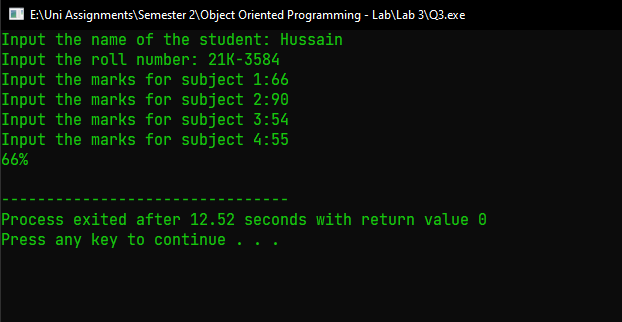 E:\Uni Assignments\Semester 2\Object Oriented Programming - Lab\Lab 3\Q3.exe
Input the name of the student: Hussain
Input the roll number: 21K-3584
Input the marks for subject 1:66
Input the marks for subject 2:90
Input the marks for subject 3:54
Input the marks for subject 4:55
66%
--------------------------------
Process exited after 12.52 seconds with return value 0
Press any key to continue . . .